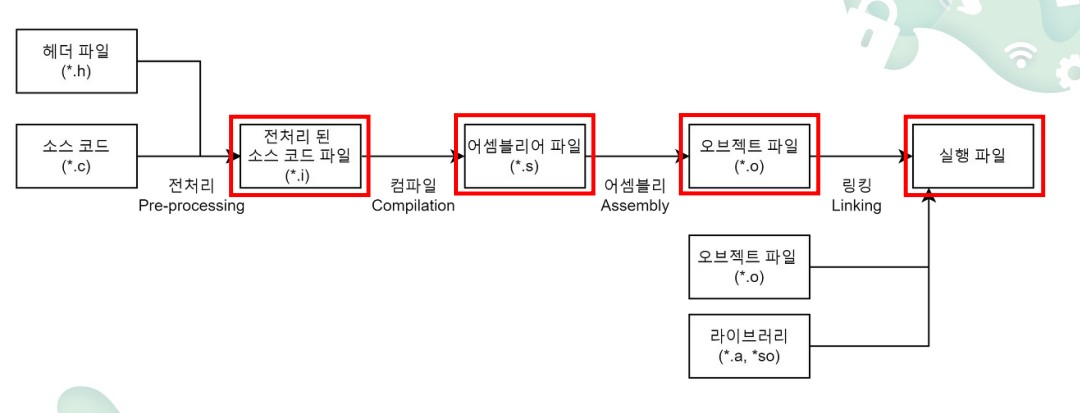 헤더 파일
(*.h)
소스 코드
(*.c)
전처리
Pre-processing
전처리 된
소스 코드 파일
(*.i)
컴파일
Compilation
어셈블리어 파일
(*.s)
어셈블리
Assembly
오브젝트 파일
(*.o)
링킹
Linking
실행 파일
오브젝트 파일
(*.o)
라이브러리
(*.a, *so)